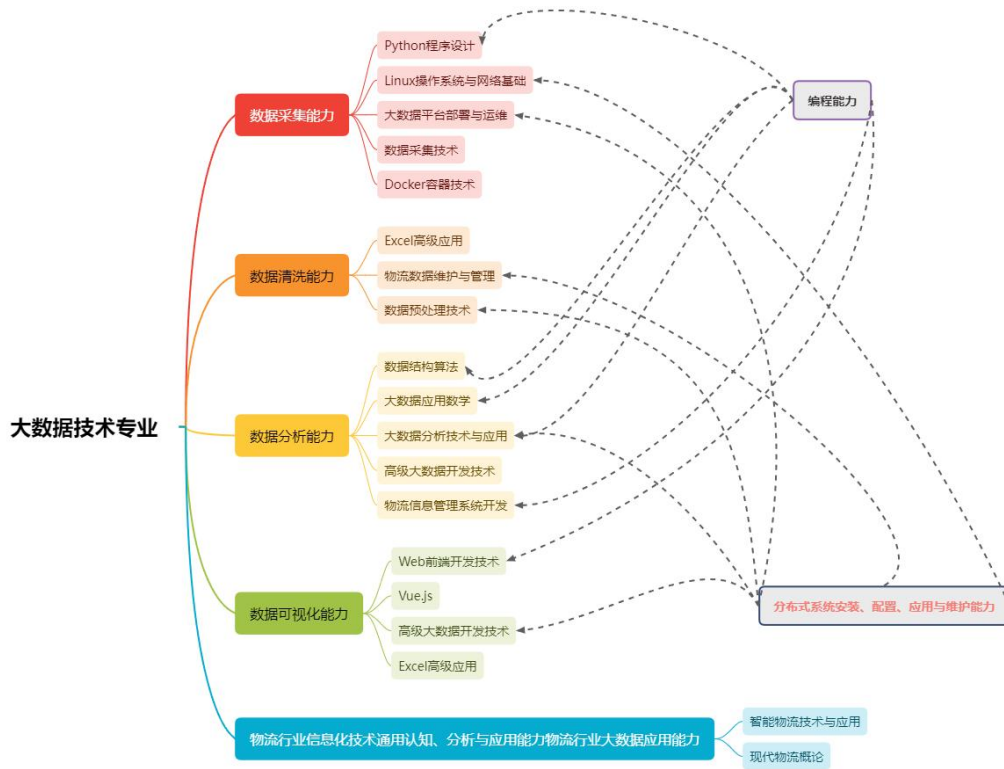 大数据技术专业
数据采集能力
Python程序设计
Linux操作系统与网络基础
大数据平台部署与运维
数据采集技术
Docker容器技术
数据清洗能力
Excel高级应用
物流数据维护与管理
数据预处理技术
数据分析能力
数据结构算法
大数据应用数学
大数据分析技术与应用
高级大数据开发技术
物流信息管理系统开发
数据可视化能力
Web前端开发技术
Vue.js
高级大数据开发技术
Excel高级应用
物流行业信息化技术通用认知、分析与应用能力物流行业大数据应用能力
智能物流技术与应用
现代物流概论
编程能力
分布式系统安装、配置、应用与维护能力